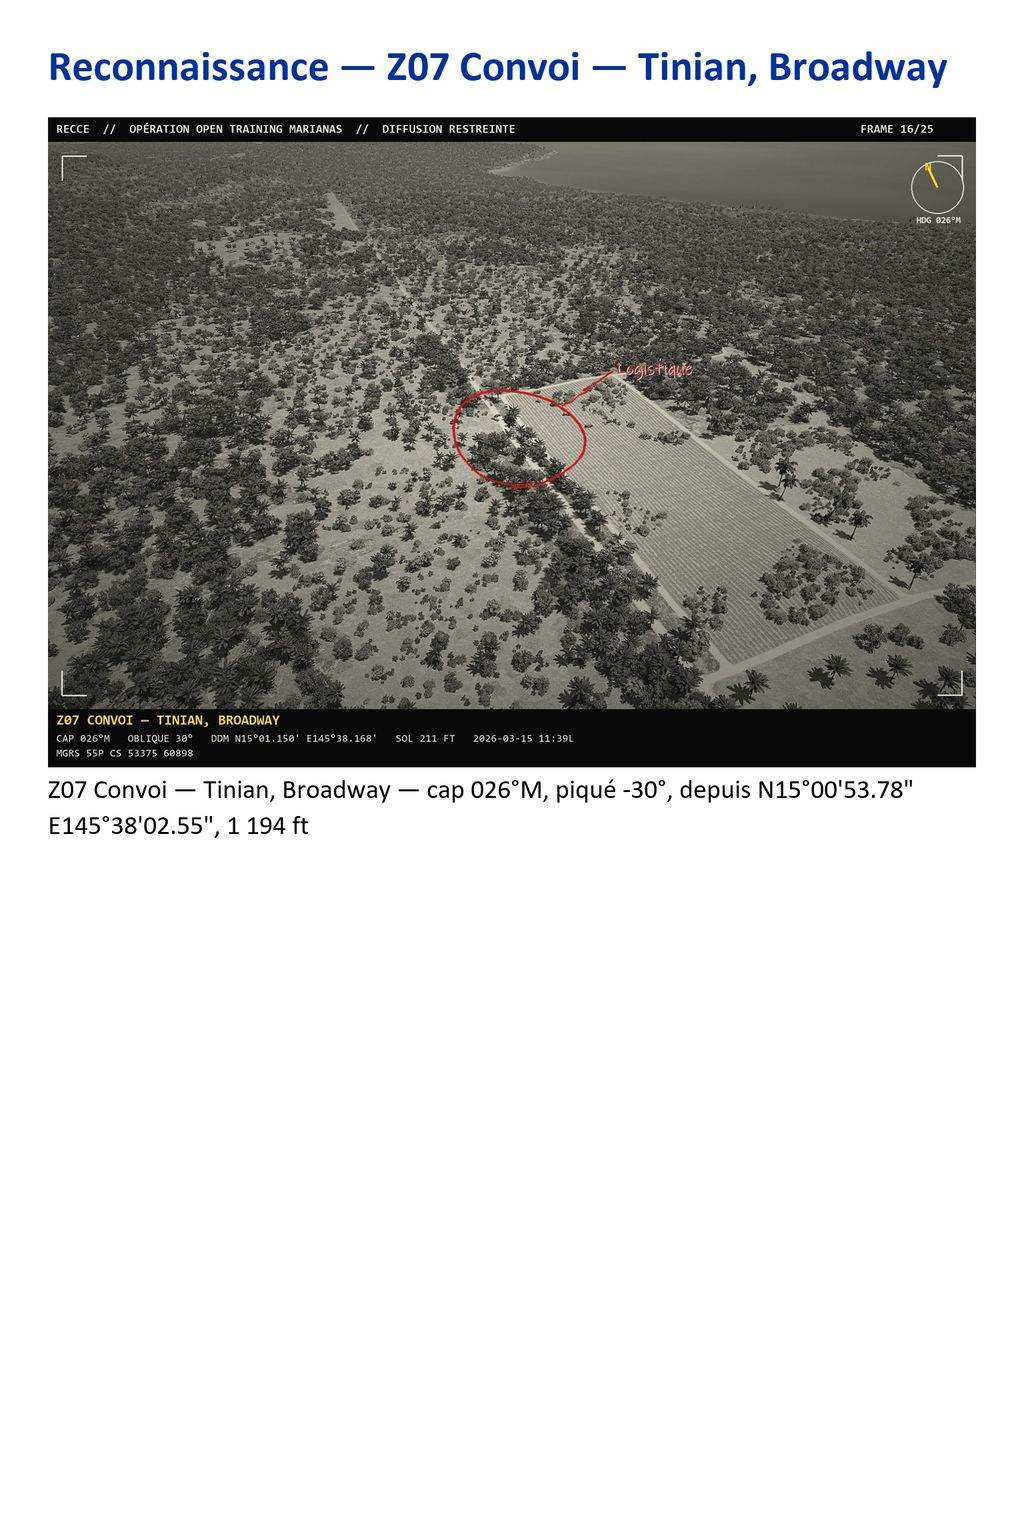 Reconnaissance — Z07 Convoi — Tinian, Broadway
RECCE // OPÉRATION OPEN TRAINING MARIANAS // DIFFUSION RESTREINTE
FRAME 16/25
N
HDG 026°M
Logistique
Z07 CONVOI — TINIAN, BROADWAY
CAP 026°M OBLIQUE 30° DDM N15°01.150' E145°38.168' SOL 211 FT 2026-03-15 11:39L
MGRS 55P CS 53375 60898
Z07 Convoi — Tinian, Broadway — cap 026°M, piqué -30°, depuis N15°00'53.78"
E145°38'02.55", 1 194 ft